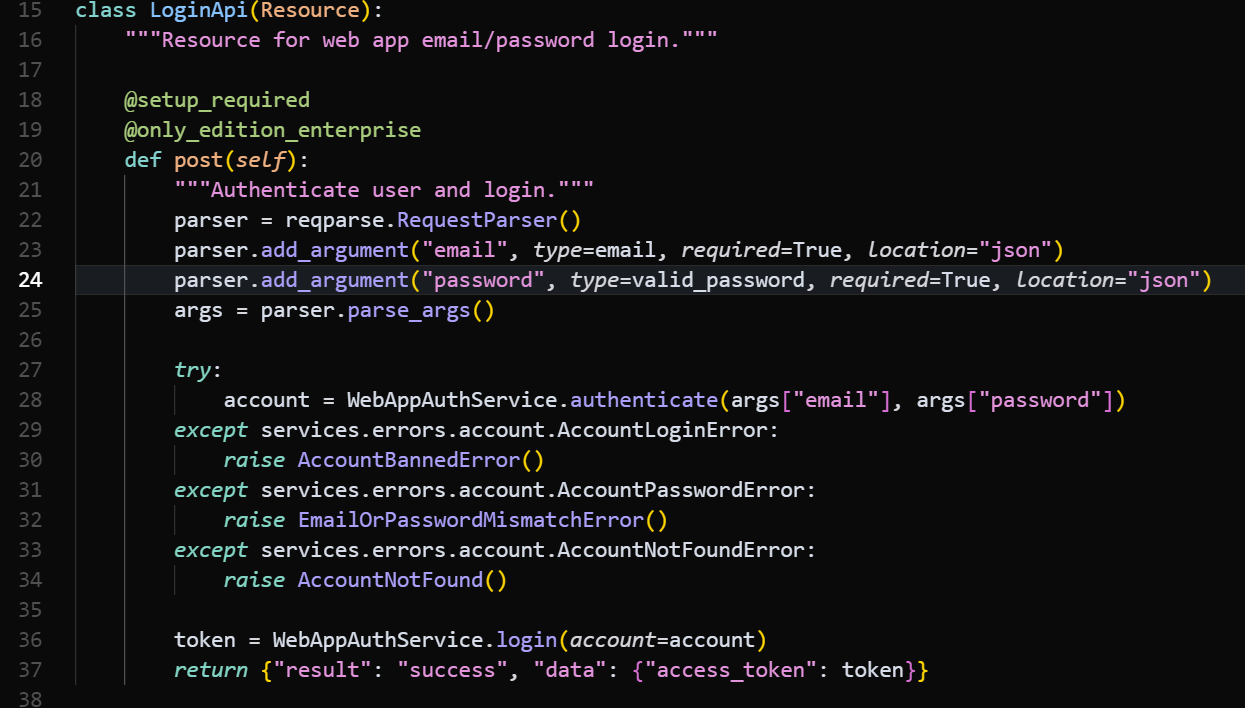 15 class LoginApi(Resource):
16 """Resource for web app email/password login."""
17
18 @setup_required
19 @only_edition_enterprise
20 def post(self):
21 """Authenticate user and login."""
22 parser = reqparse.RequestParser()
23 parser.add_argument("email", type=email, required=True, location="json")
24 parser.add_argument("password", type=valid_password, required=True, location="json")
25 args = parser.parse_args()
26
27 try:
28 account = WebAppAuthService.authenticate(args["email"], args["password"])
29 except services.errors.account.AccountLoginError:
30 raise AccountBannedError()
31 except services.errors.account.AccountPasswordError:
32 raise EmailOrPasswordMismatchError()
33 except services.errors.account.AccountNotFoundError:
34 raise AccountNotFound()
35
36 token = WebAppAuthService.login(account=account)
37 return {"result": "success", "data": {"access_token": token}}
38